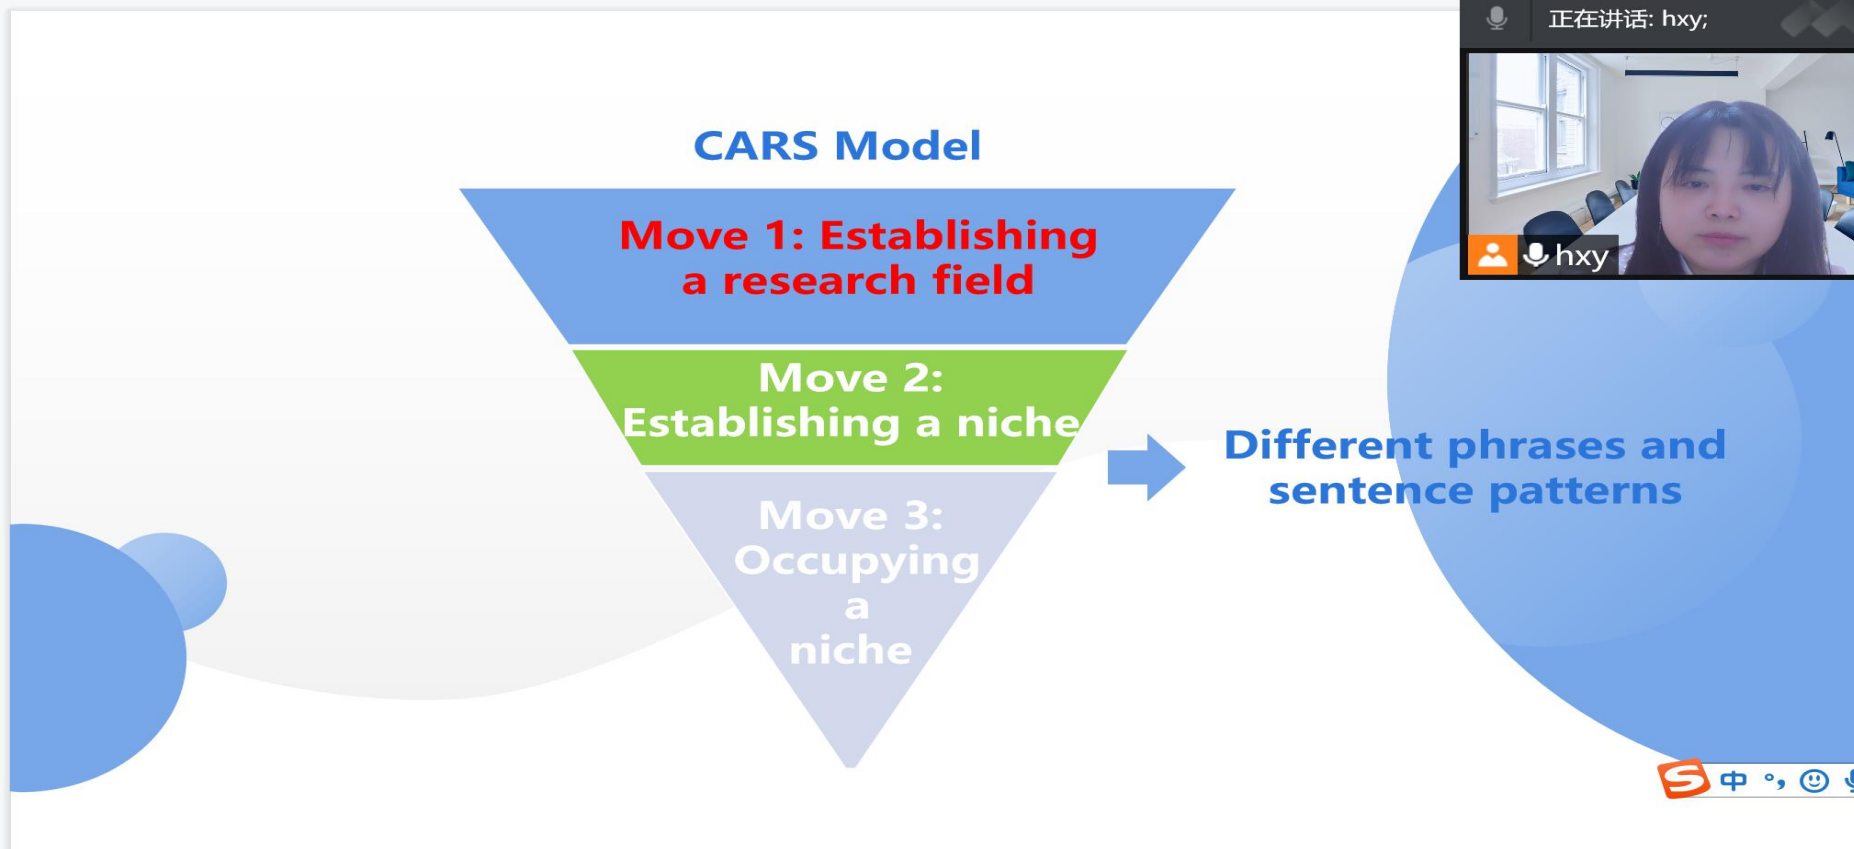 正在讲话: hxy;
hxy
CARS Model
Move 1: Establishing
a research field
Move 2:
Establishing a niche
Move 3:
Occupying
a
niche
Different phrases and
sentence patterns
S 中 °,